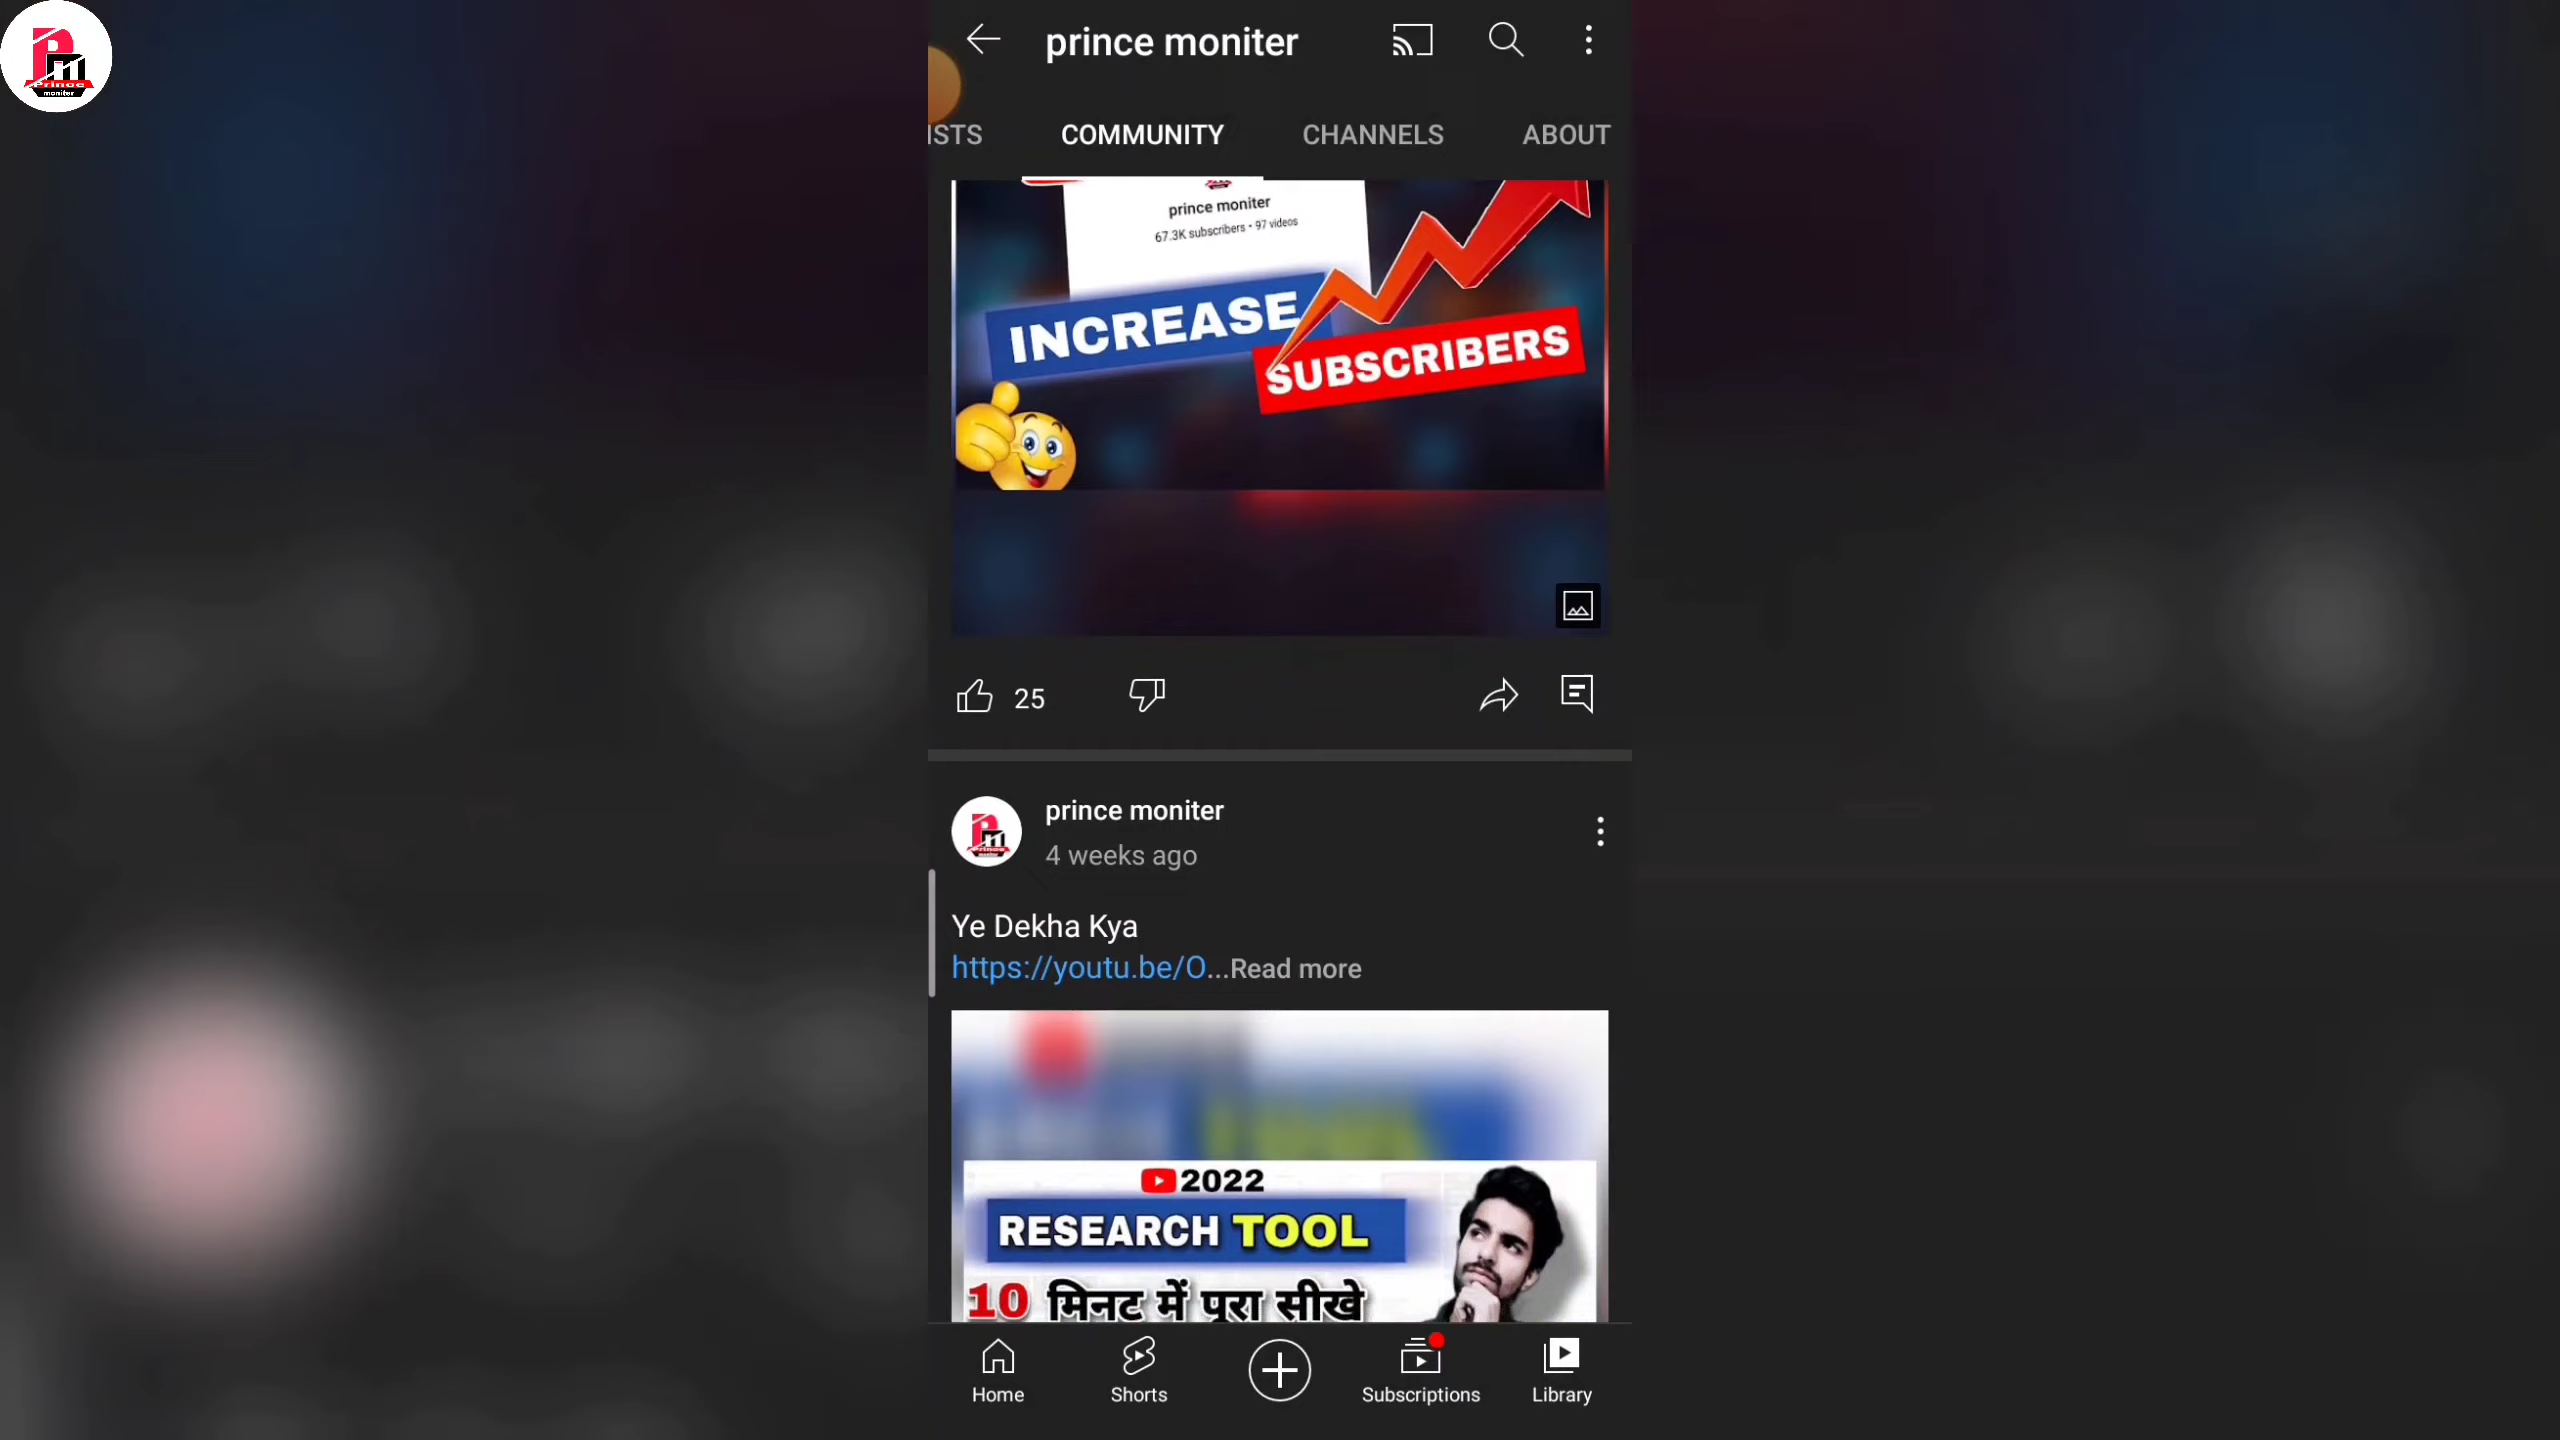 Prince
moniter
prince moniter
ISTS COMMUNITY CHANNELS ABOUT
prince moniter
67.3K subscribers • 97 videos
INCREASE
SUBSCRIBERS
25
prince moniter
4 weeks ago
Ye Dekha Kya
https://youtu.be/O...Read more
2022
RESEARCH TOOL
10 मिनट में पूरा सीखे
Home Shorts Subscriptions Library